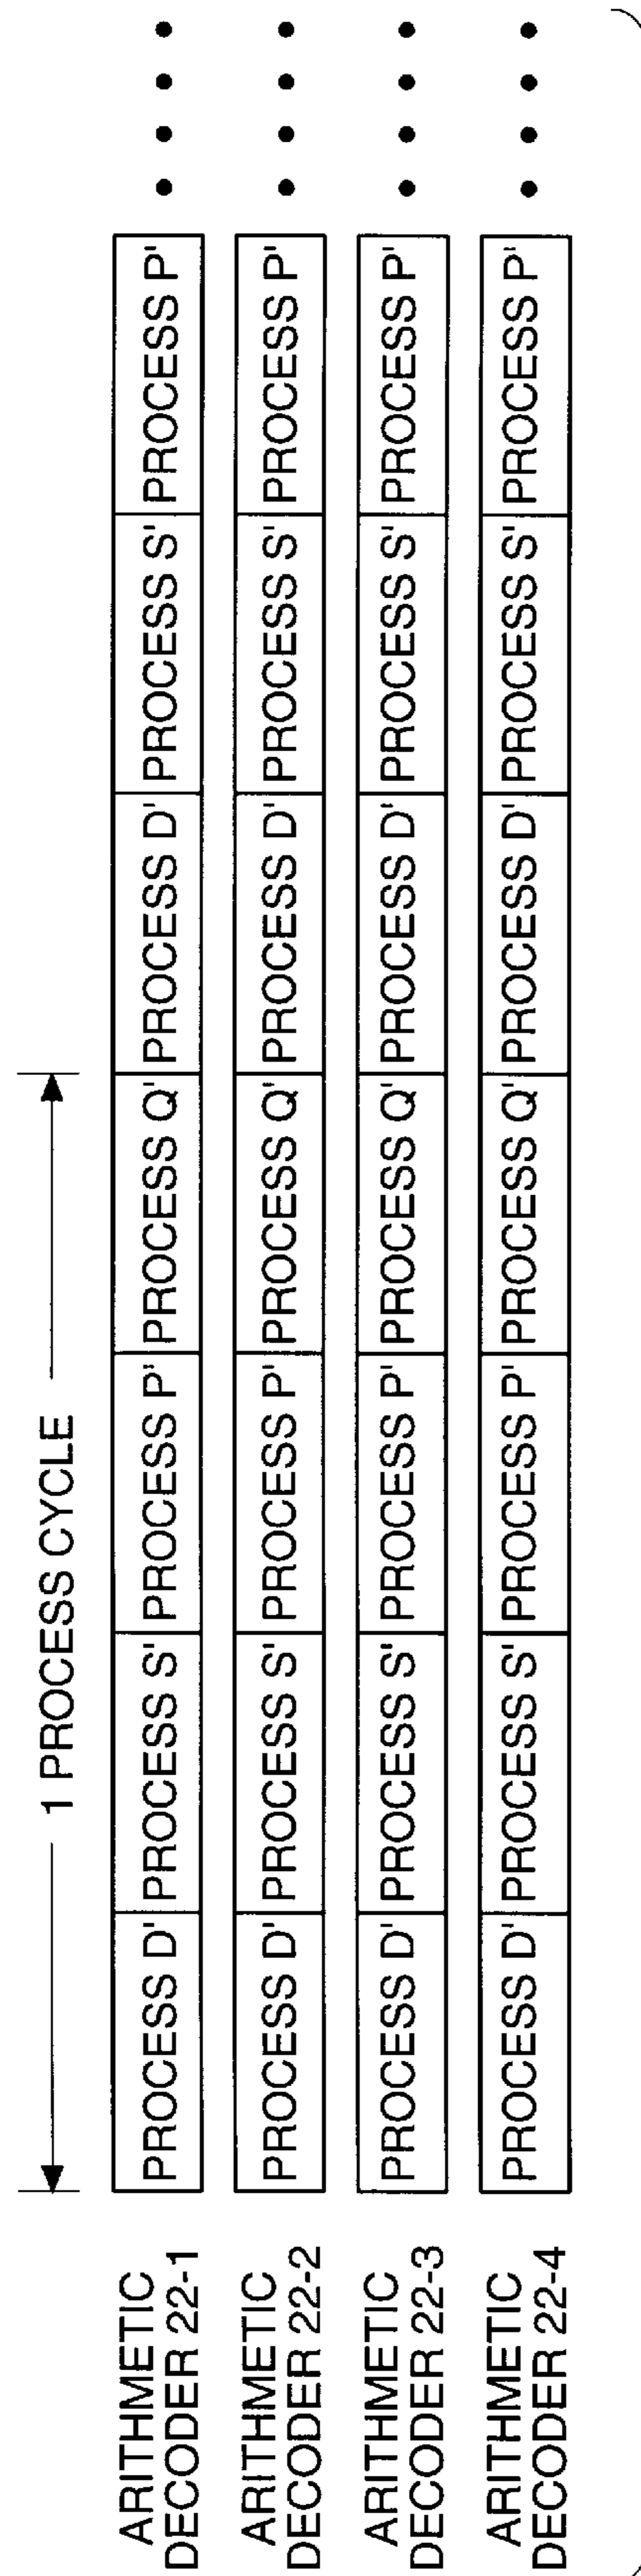 1 PROCESS CYCLE
ARITHMETIC
DECODER 22-1
PROCESS D' PROCESS S' PROCESS P' PROCESS Q' PROCESS D' PROCESS S' PROCESS P'
ARITHMETIC
DECODER 22-2
PROCESS D' PROCESS S' PROCESS P' PROCESS Q' PROCESS D' PROCESS S' PROCESS P'
ARITHMETIC
DECODER 22-3
PROCESS D' PROCESS S' PROCESS P' PROCESS Q' PROCESS D' PROCESS S' PROCESS P'
ARITHMETIC
DECODER 22-4
PROCESS D' PROCESS S' PROCESS P' PROCESS Q' PROCESS D' PROCESS S' PROCESS P'